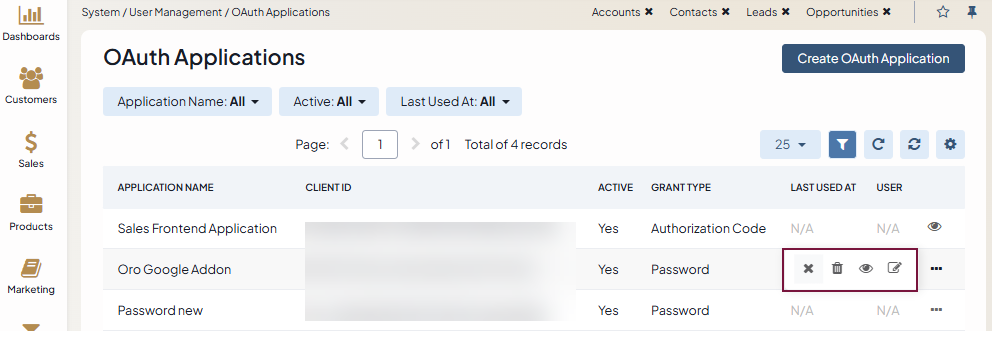 Dashboards
Customers
Sales
Products
Marketing
System / User Management / OAuth Applications
Accounts ✖ Contacts ✖ Leads ✖ Opportunities ✖
OAuth Applications
Create OAuth Application
Application Name: All Active: All Last Used At: All
Page: 1 of 1 Total of 4 records 25
APPLICATION NAME CLIENT ID ACTIVE GRANT TYPE LAST USED AT USER
Sales Frontend Application Yes Authorization Code N/A N/A
Oro Google Addon Yes Password
Password new Yes Password N/A N/A